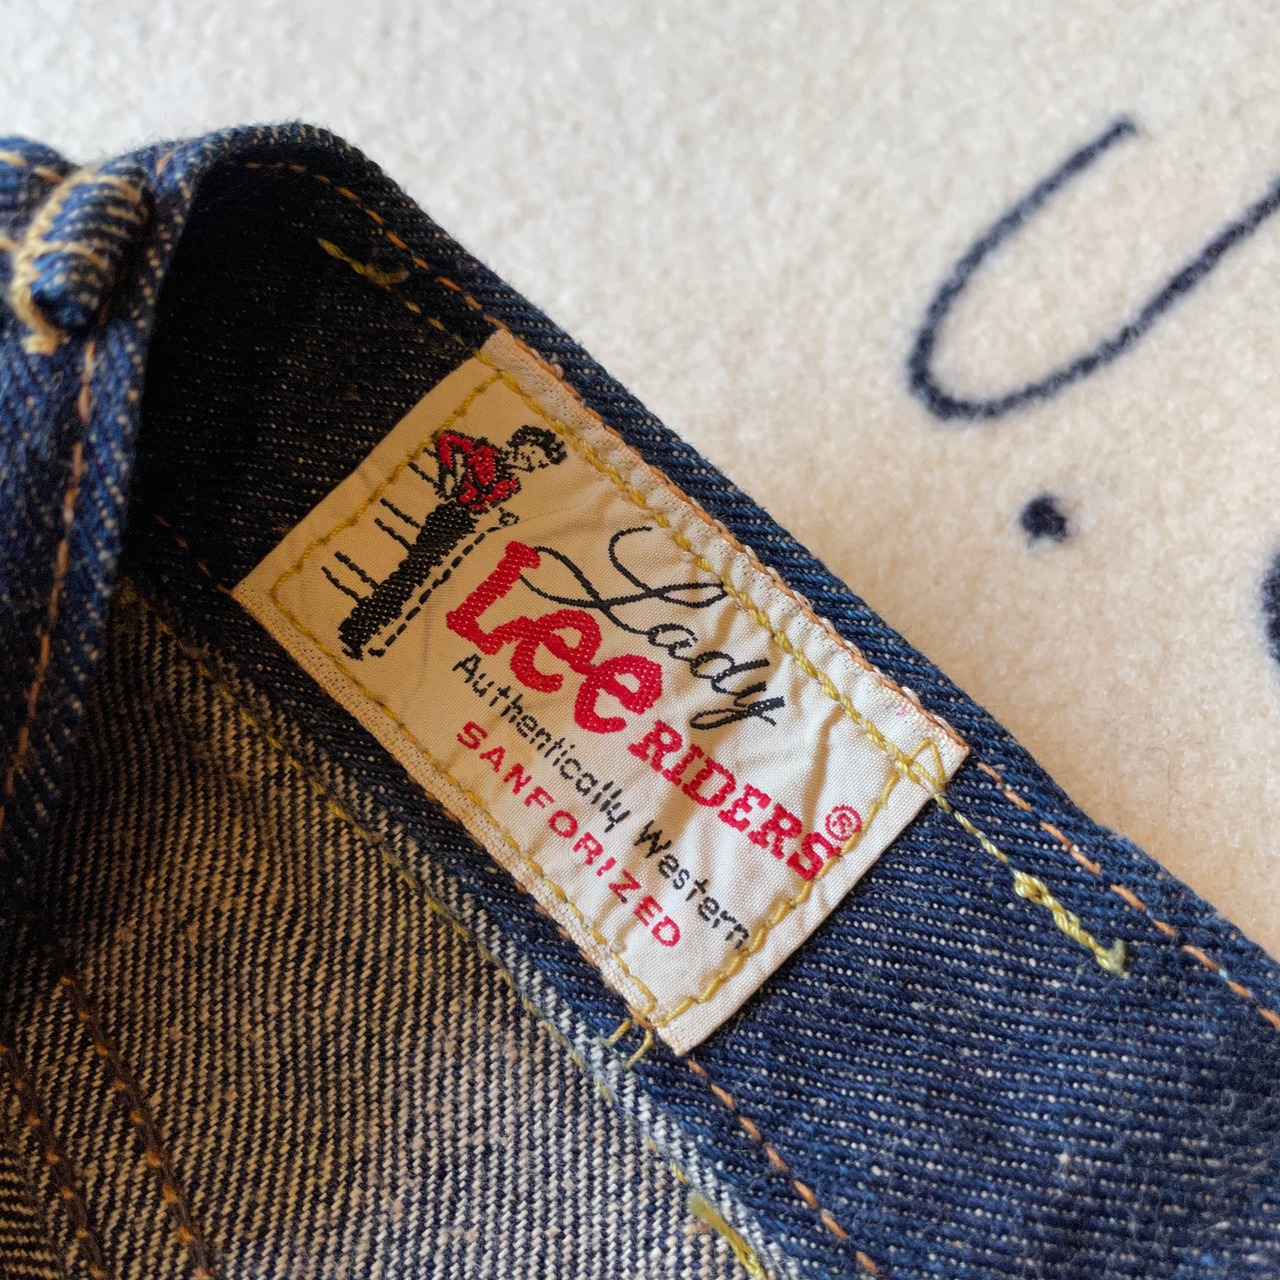 Lady
Lee RIDERS®
Authentically Western
SANFORIZED